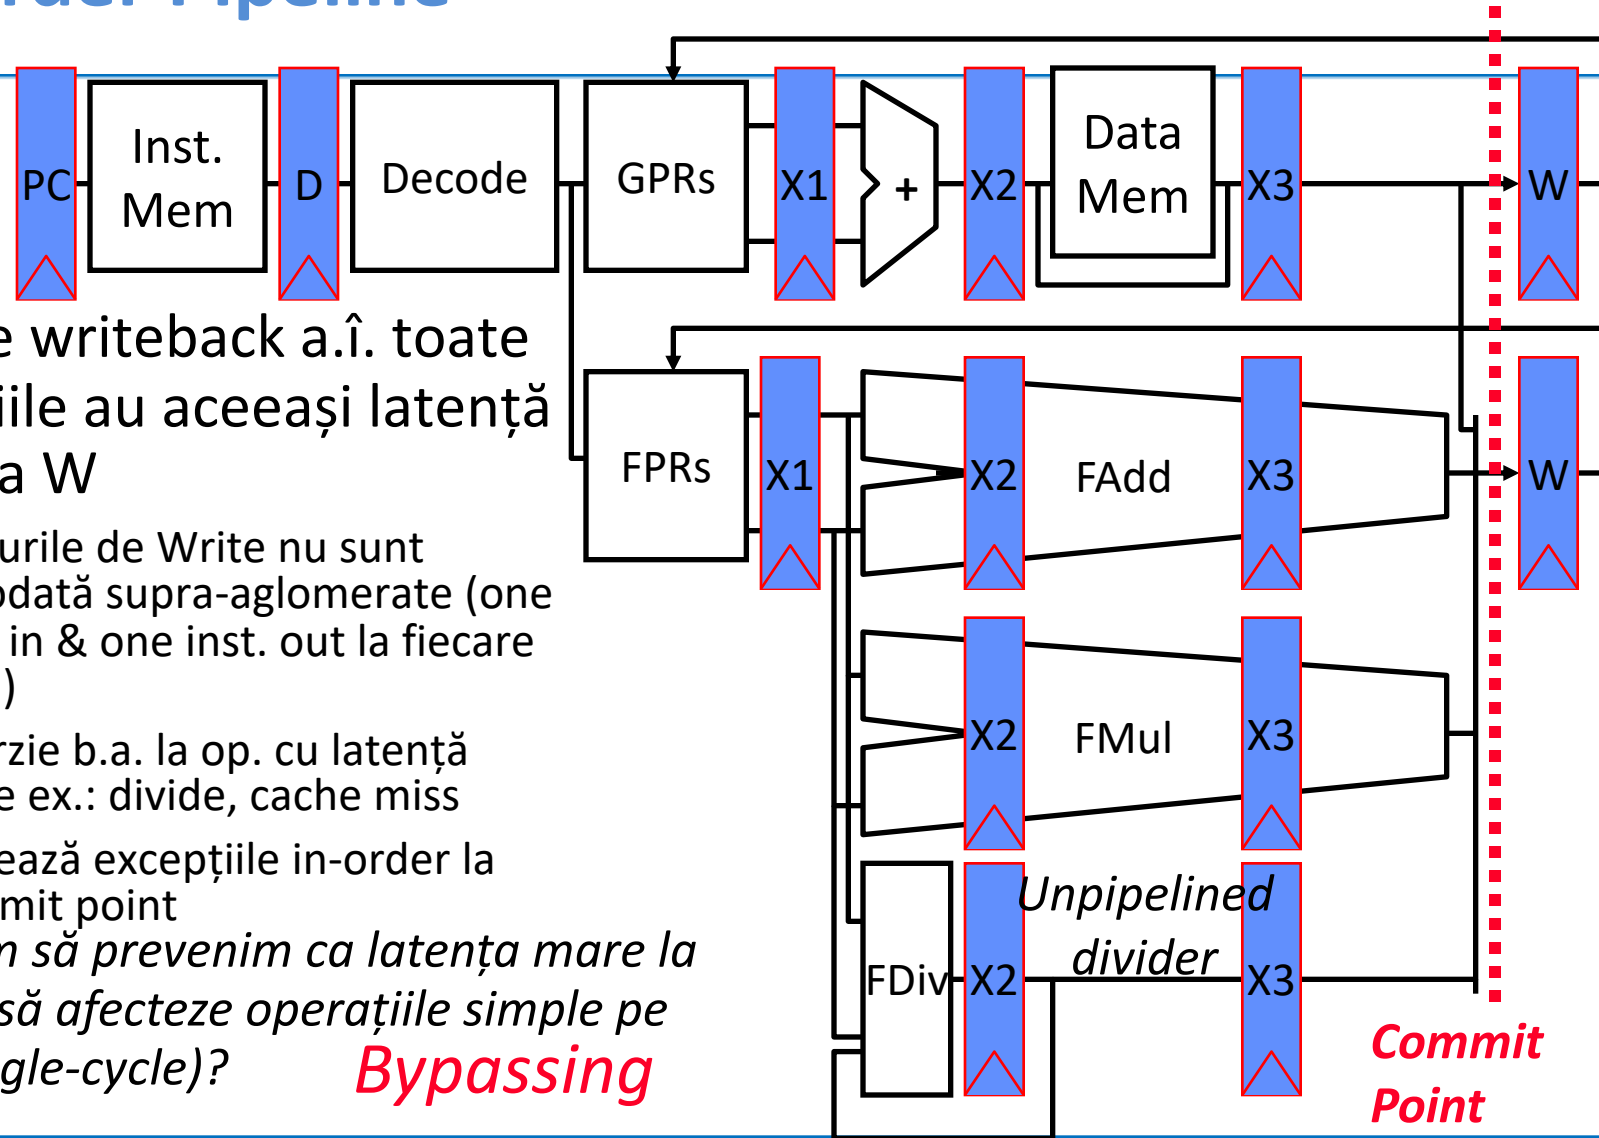 rder Pipeline
PC
Inst.
Mem
D
Decode
GPRs
X1
+
X2
Data
Mem
X3
W
e writeback a.î. toate
iile au aceeași latență
a W
FPRs
X1
X2
FAdd
X3
W
urile de Write nu sunt
odată supra-aglomerate (one
in & one inst. out la fiecare
)
X2
FMul
X3
rzie b.a. la op. cu latență
e ex.: divide, cache miss
ează excepțiile in-order la
mit point
Unpipelined
divider
FDiv
X2
X3
n să prevenim ca latența mare la
să afecteze operațiile simple pe
gle-cycle)?
Bypassing
Commit
Point